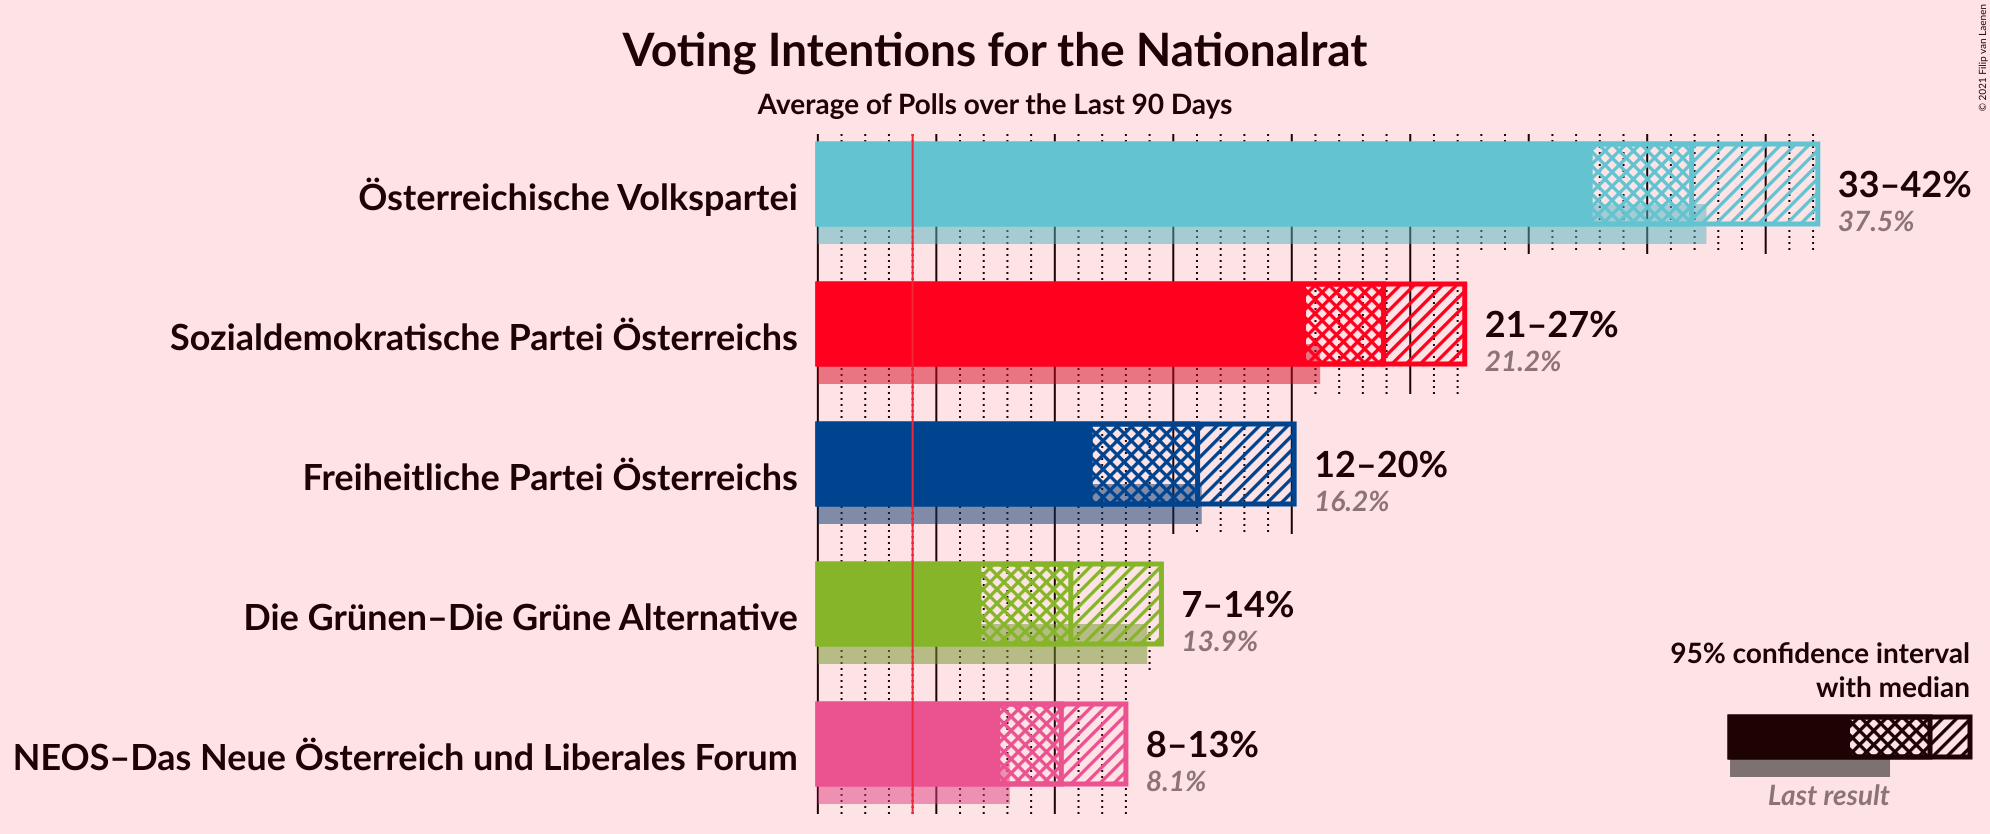 Voting Intentions for the Nationalrat
Average of Polls over the Last 90 Days
© 2021 Filip van Laenen
Österreichische Volkspartei
33–42%
37.5%
Sozialdemokratische Partei Österreichs
21–27%
21.2%
Freiheitliche Partei Österreichs
12–20%
16.2%
Die Grünen–Die Grüne Alternative
7–14%
13.9%
NEOS–Das Neue Österreich und Liberales Forum
8–13%
8.1%
95% confidence interval
with median
Last result